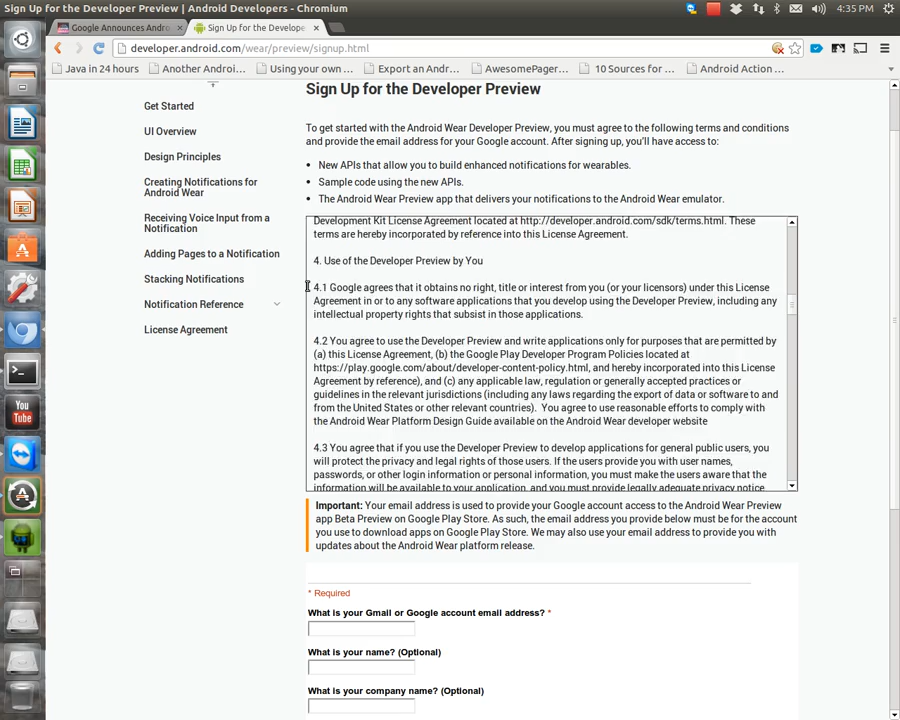 Sign Up for the Developer Preview | Android Developers - Chromium
4:35 PM
Google Announces Andro
Sign Up for the Develope
developer.android.com/wear/preview/signup.html
Java in 24 hours
Another Androi...
Using your own ...
Export an Andr...
AwesomePager...
10 Sources for ...
Android Action ...
Get Started
UI Overview
Design Principles
Creating Notifications for
Android Wear
Receiving Voice Input from a
Notification
Adding Pages to a Notification
Stacking Notifications
Notification Reference
License Agreement
Sign Up for the Developer Preview
To get started with the Android Wear Developer Preview, you must agree to the following terms and conditions
and provide the email address for your Google account. After signing up, you'll have access to:
• New APIs that allow you to build enhanced notifications for wearables.
• Sample code using the new APIs.
• The Android Wear Preview app that delivers your notifications to the Android Wear emulator.
Development Kit License Agreement located at http://developer.android.com/sdk/terms.html. These
terms are hereby incorporated by reference into this License Agreement.
4. Use of the Developer Preview by You
4.1 Google agrees that it obtains no right, title or interest from you (or your licensors) under this License
Agreement in or to any software applications that you develop using the Developer Preview, including any
intellectual property rights that subsist in those applications.
4.2 You agree to use the Developer Preview and write applications only for purposes that are permitted by
(a) this License Agreement, (b) the Google Play Developer Program Policies located at
https://play.google.com/about/developer-content-policy.html, and hereby incorporated into this License
Agreement by reference), and (c) any applicable law, regulation or generally accepted practices or
guidelines in the relevant jurisdictions (including any laws regarding the export of data or software to and
from the United States or other relevant countries). You agree to use reasonable efforts to comply with
the Android Wear Platform Design Guide available on the Android Wear developer website
4.3 You agree that if you use the Developer Preview to develop applications for general public users, you
will protect the privacy and legal rights of those users. If the users provide you with user names,
passwords, or other login information or personal information, you must make the users aware that the
information will be available to your application, and you must provide legally adequate privacy notice
Important: Your email address is used to provide your Google account access to the Android Wear Preview
app Beta Preview on Google Play Store. As such, the email address you provide below must be for the account
you use to download apps on Google Play Store. We may also use your email address to provide you with
updates about the Android Wear platform release.
* Required
What is your Gmail or Google account email address? *
What is your name? (Optional)
What is your company name? (Optional)
You
Tube